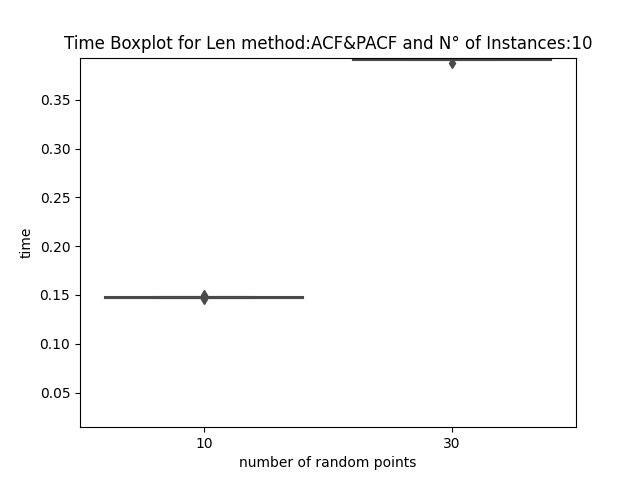 Time Boxplot for Len method:ACF&PACF and N° of Instances:10
0.35
0.30
0.25
0.20
0.15
0.10
0.05
time
10 30
number of random points